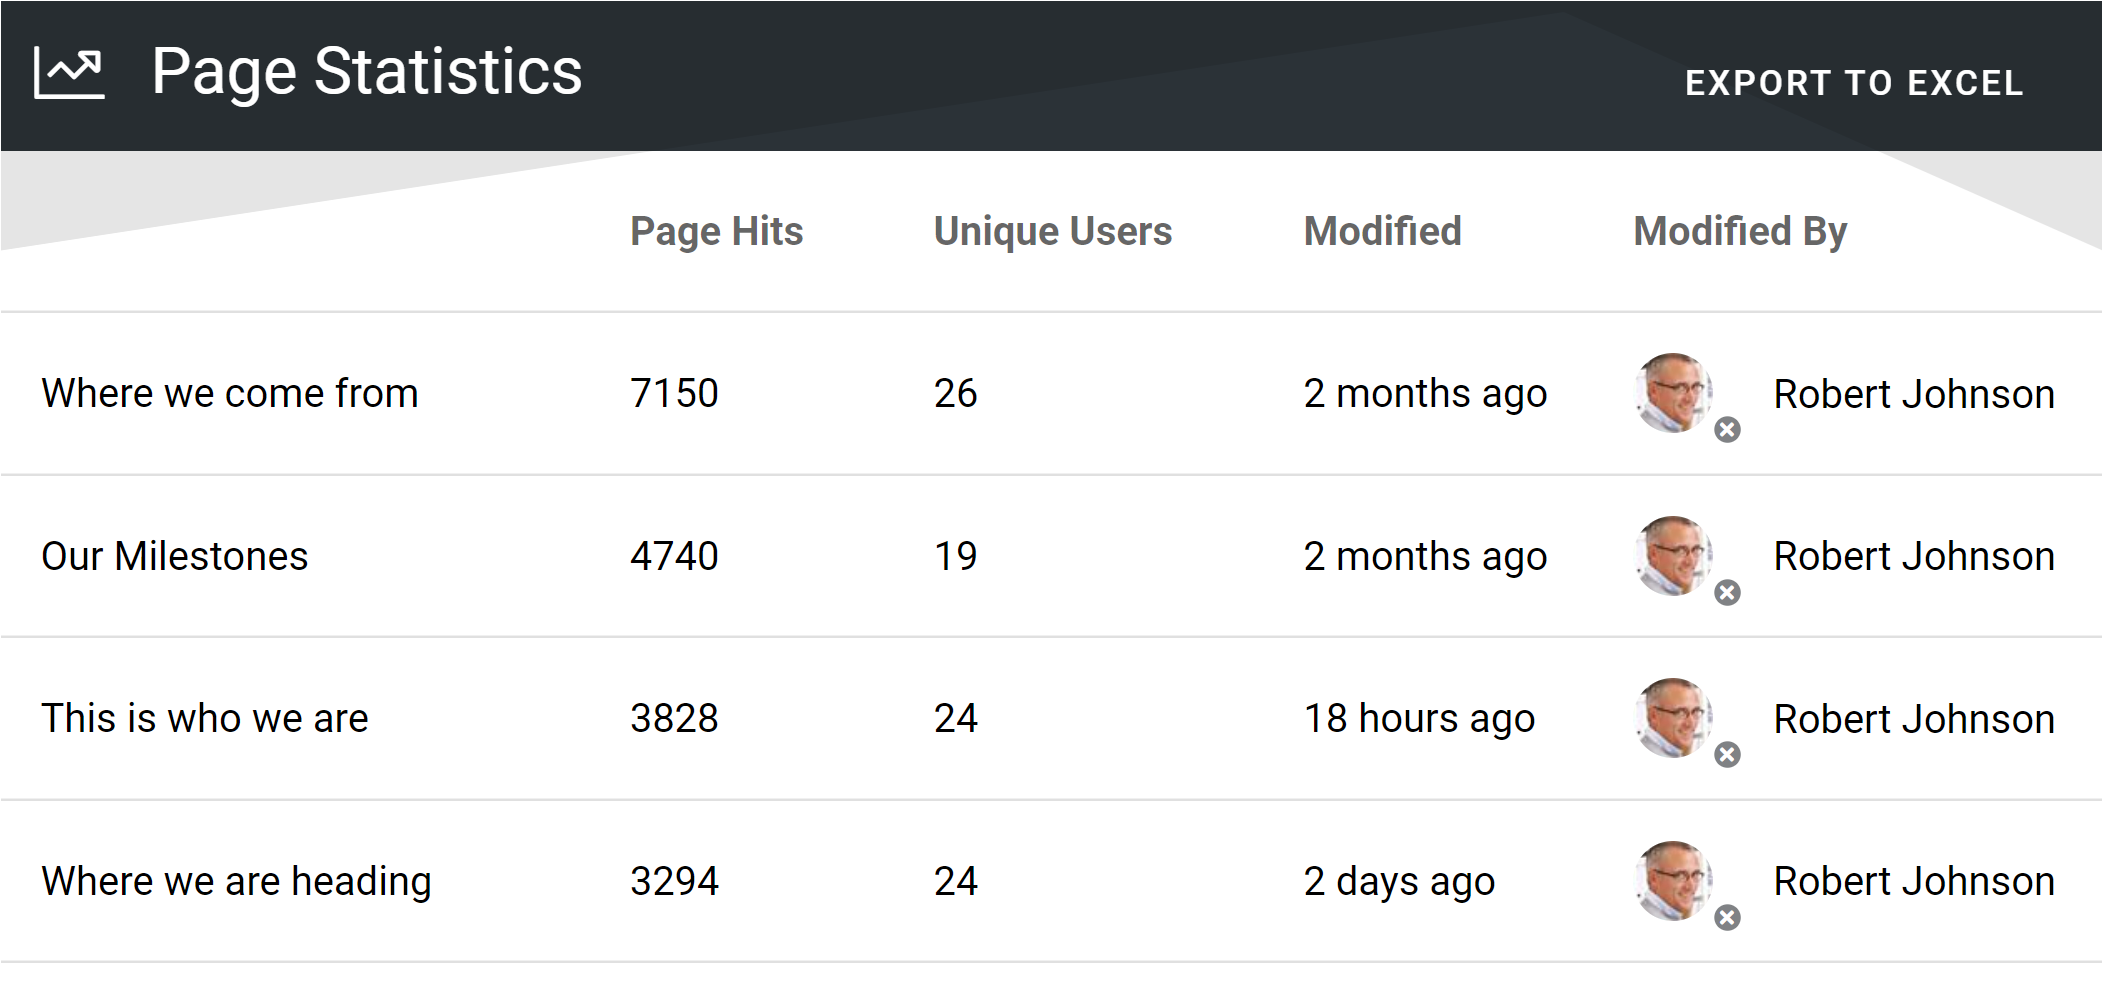 Page Statistics
EXPORT TO EXCEL
Page Hits Unique Users Modified Modified By
Where we come from 7150 26 2 months ago Robert Johnson
Our Milestones 4740 19 2 months ago Robert Johnson
This is who we are 3828 24 18 hours ago Robert Johnson
Where we are heading 3294 24 2 days ago Robert Johnson